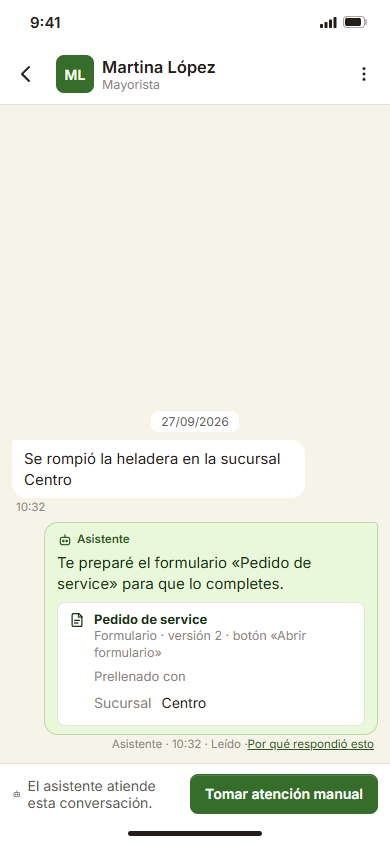 9:41
ML
Martina López
Mayorista
27/09/2026
Se rompió la heladera en la sucursal
Centro
10:32
Asistente
Te preparé el formulario «Pedido de
service» para que lo completes.
Pedido de service
Formulario · versión 2 · botón «Abrir
formulario»
Prellenado con
Sucursal Centro
Asistente · 10:32 · Leído ·Por qué respondió esto
El asistente atiende
esta conversación.
Tomar atención manual